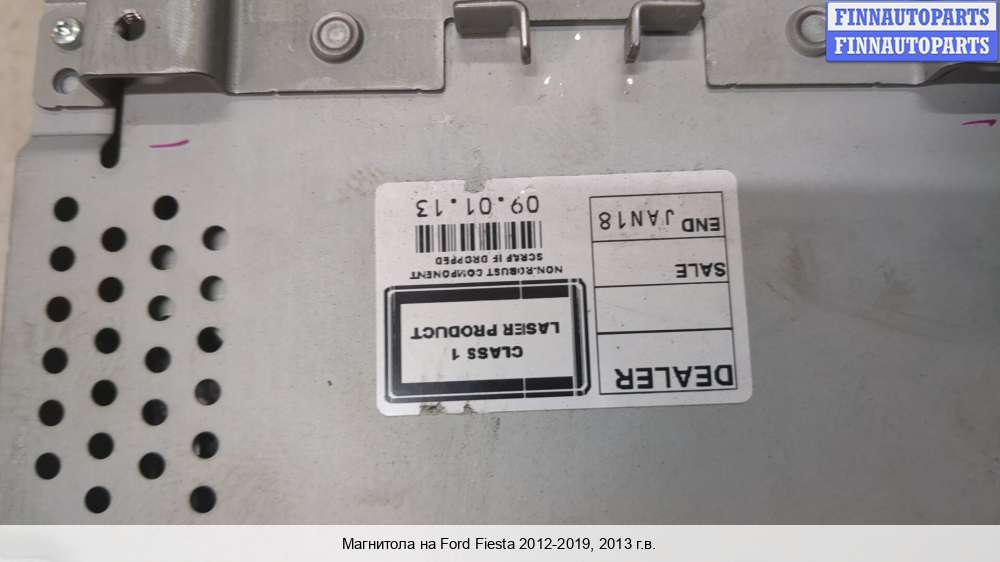 FINNAUTOPARTS
FINNAUTOPARTS
DEALER
SALE
END JAN18
CLASS 1
LASER PRODUCT
NON-ROBUST COMPONENT
SCRAP IF DROPPED
09.01.13
Магнитола на Ford Fiesta 2012-2019, 2013 г.в.